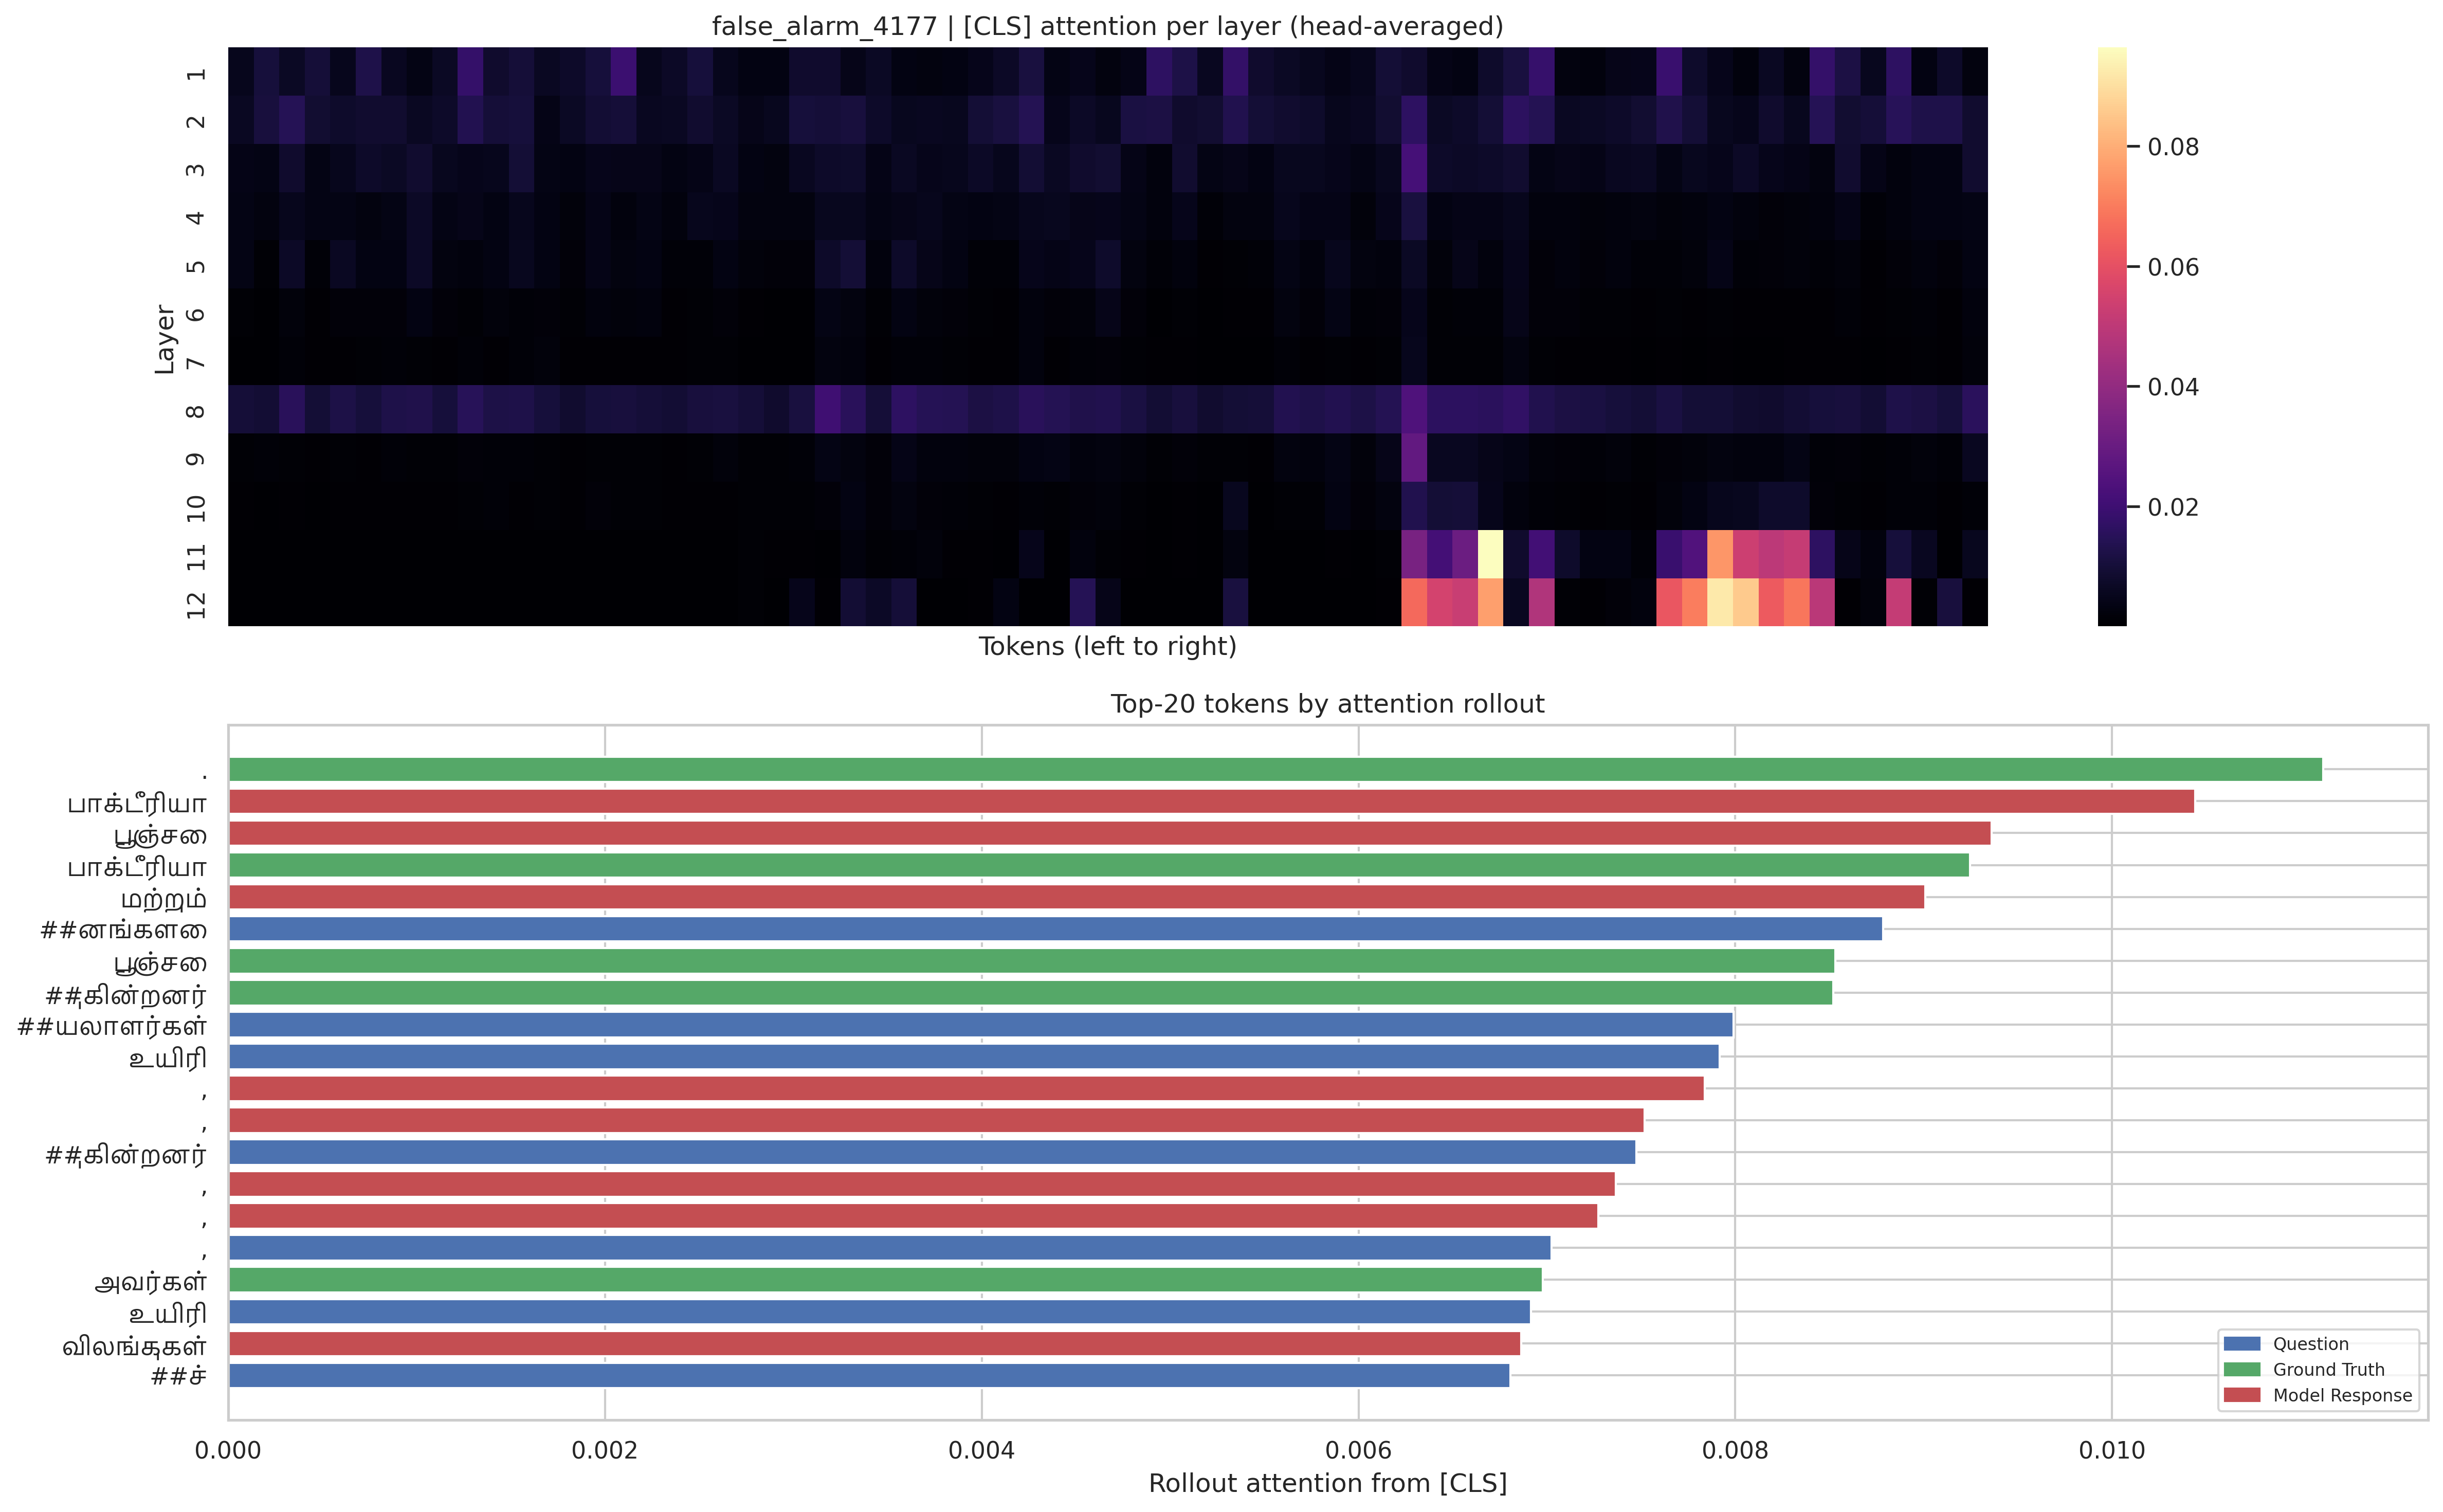 false_alarm_4177 | [CLS] attention per layer (head-averaged)
1
2
3
4
5
6
7
8
9
10
11
12
Layer
Tokens (left to right)
0.08
0.06
0.04
0.02
Top-20 tokens by attention rollout
.
பாக்டீரியா
பூஞ்சை
பாக்டீரியா
மற்றும்
##னங்களை
பூஞ்சை
##ுகின்றனர்
##யலாளர்கள்
உயிரி
,
,
##ுகின்றனர்
,
,
,
அவர்கள்
உயிரி
விலங்குகள்
##ச்
Question
Ground Truth
Model Response
0.000
0.002
0.004
0.006
0.008
0.010
Rollout attention from [CLS]